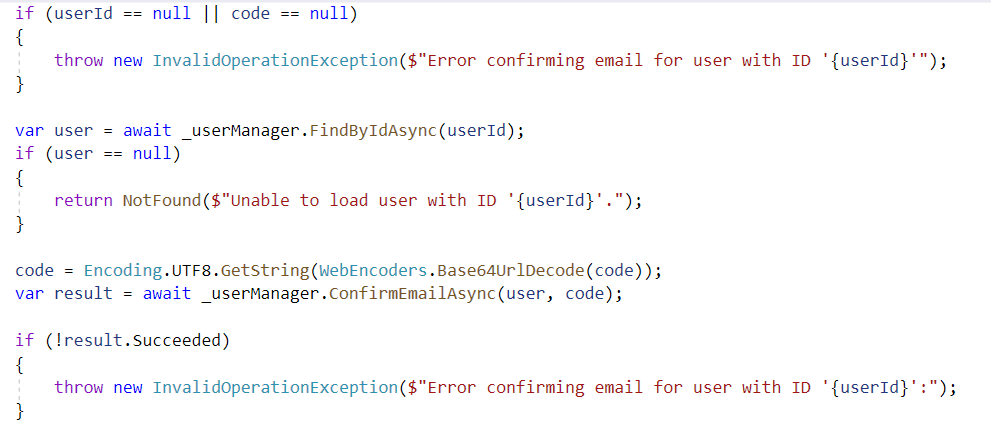 if (userId == null || code == null)
{
    throw new InvalidOperationException($"Error confirming email for user with ID '{userId}'");
}

var user = await _userManager.FindByIdAsync(userId);
if (user == null)
{
    return NotFound($"Unable to load user with ID '{userId}'.");
}

code = Encoding.UTF8.GetString(WebEncoders.Base64UrlDecode(code));
var result = await _userManager.ConfirmEmailAsync(user, code);

if (!result.Succeeded)
{
    throw new InvalidOperationException($"Error confirming email for user with ID '{userId}':");
}